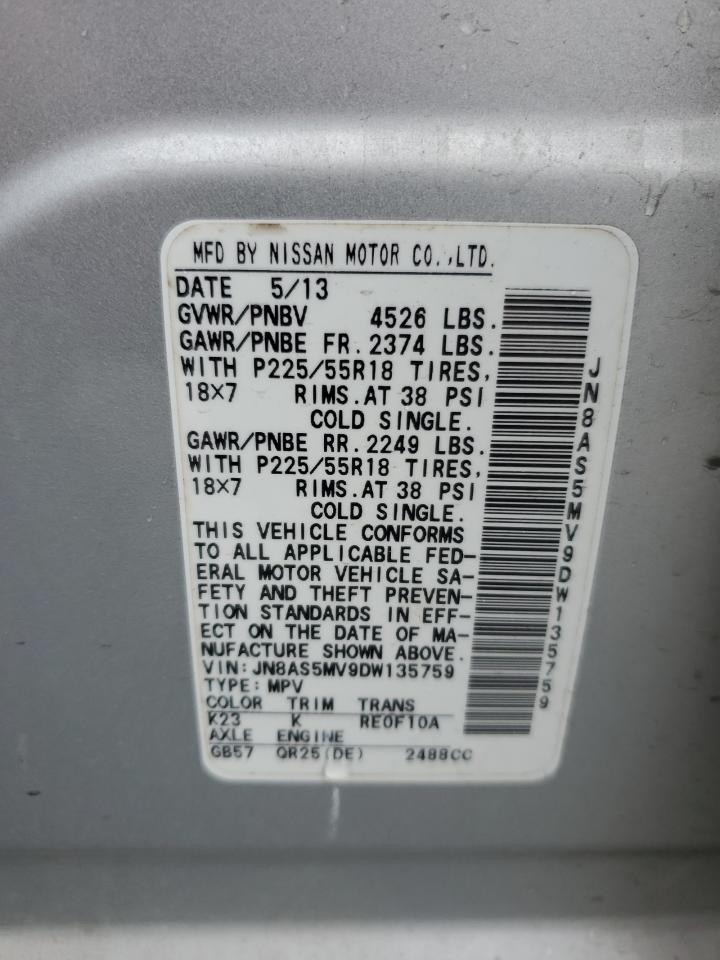 MFD BY NISSAN MOTOR CO.,LTD.
DATE 5/13
GVWR/PNBV 4526 LBS.
GAWR/PNBE FR. 2374 LBS.
WITH P225/55R18 TIRES,
18×7 RIMS.AT 38 PSI
COLD SINGLE.
GAWR/PNBE RR. 2249 LBS.
WITH P225/55R18 TIRES,
18×7 RIMS.AT 38 PSI
COLD SINGLE.
THIS VEHICLE CONFORMS
TO ALL APPLICABLE FED-
ERAL MOTOR VEHICLE SA-
FETY AND THEFT PREVEN-
TION STANDARDS IN EFF-
ECT ON THE DATE OF MA-
NUFACTURE SHOWN ABOVE.
VIN:JN8AS5MV9DW135759
TYPE:MPV
COLOR TRIM TRANS
K23 K RE0F10A
AXLE ENGINE
GB57 QR25(DE) 2488CC
JN8AS5MV9DW135759